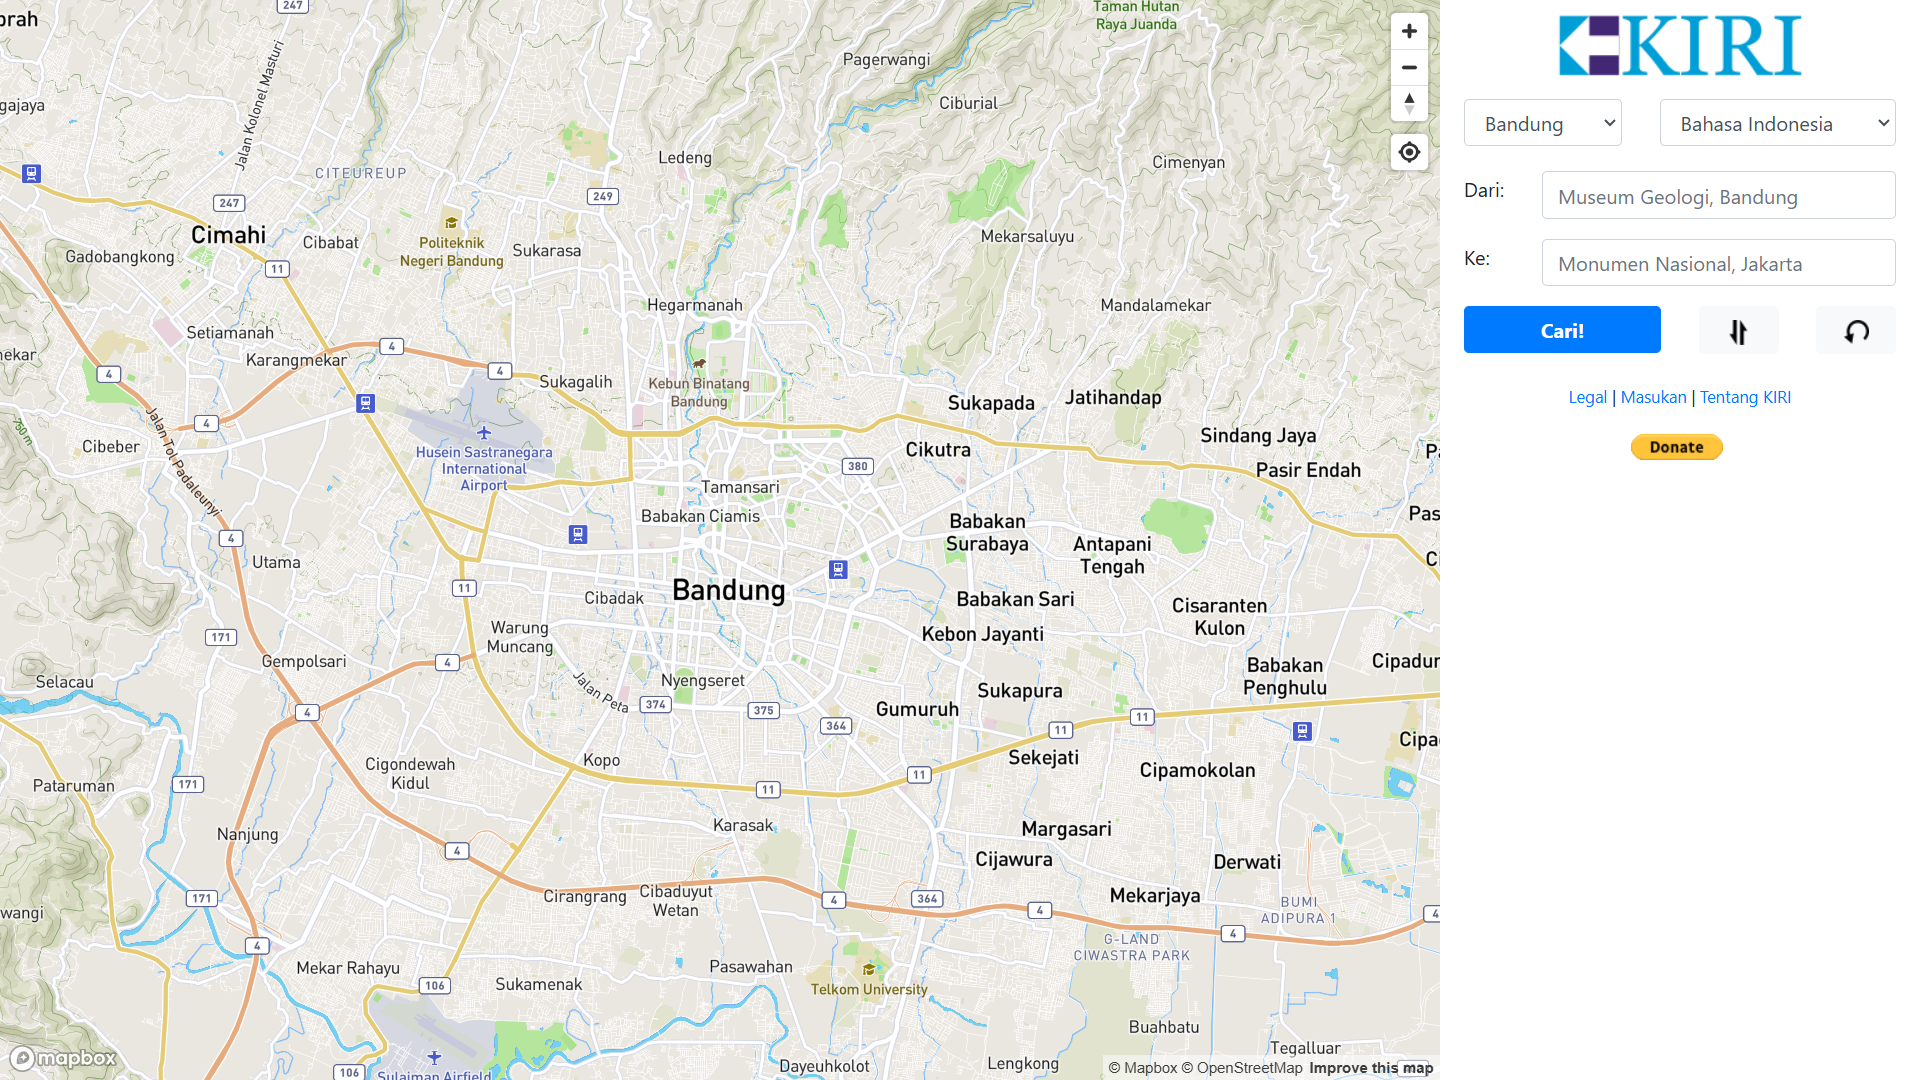 247
Taman Hutan
Raya Juanda
Pagerwangi
Jalan Kolonel Masturi
Ciburial
Ledeng
Cimenyan
CITEUREUP
249
247
Cimahi
Cibabat
Politeknik
Negeri Bandung
Sukarasa
Mekarsaluyu
Gadobangkong
11
Hegarmanah
Mandalamekar
Setiamanah
Karangmekar
4
4
4
Sukagalih
Kebun Binatang
Bandung
Sukapada
Jatihandap
4
Cibeber
Jalan Tol Padaleunyi
Husein Sastranegara
International
Airport
Cikutra
Sindang Jaya
380
Pasir Endah
Tamansari
Babakan Ciamis
Babakan
Surabaya
Antapani
Tengah
4
Utama
11
Cibadak
Bandung
Babakan Sari
Cisaranten
Kulon
Warung
Muncang
Kebon Jayanti
171
Gempolsari
4
Babakan
Penghulu
Selacau
Nyengseret
Jalan Peta
Sukapura
374
375
Gumuruh
4
364
11
11
Kopo
Sekejati
Cigondewah
Kidul
Cipamokolan
11
171
Pataruman
11
Karasak
Margasari
Nanjung
4
Cijawura
Derwati
Cirangrang
Cibaduyut
Wetan
Mekarjaya
171
4
364
4
BUMI
ADIPURA 1
4
4
4
G-LAND
CIWASTRA PARK
Mekar Rahayu
Pasawahan
106
Sukamenak
Telkom University
Buahbatu
Tegalluar
mapbox
106
Sulaiman Airfield
Dayeuhkolot
Lengkong
© Mapbox © OpenStreetMap Improve this map
KIRI
Bandung
Bahasa Indonesia
Dari:
Museum Geologi, Bandung
Ke:
Monumen Nasional, Jakarta
Cari!
Legal | Masukan | Tentang KIRI
Donate